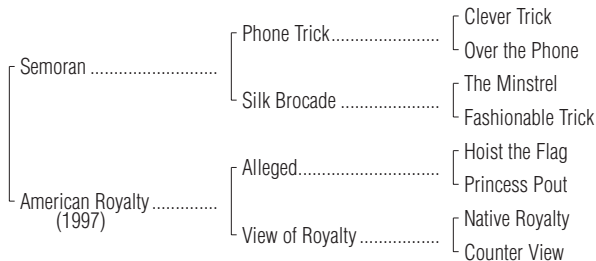 Clever Trick
Phone Trick
Over the Phone
Semoran
The Minstrel
Silk Brocade
Fashionable Trick
Hoist the Flag
Alleged
Princess Pout
American Royalty
(1997)
Native Royalty
View of Royalty
Counter View